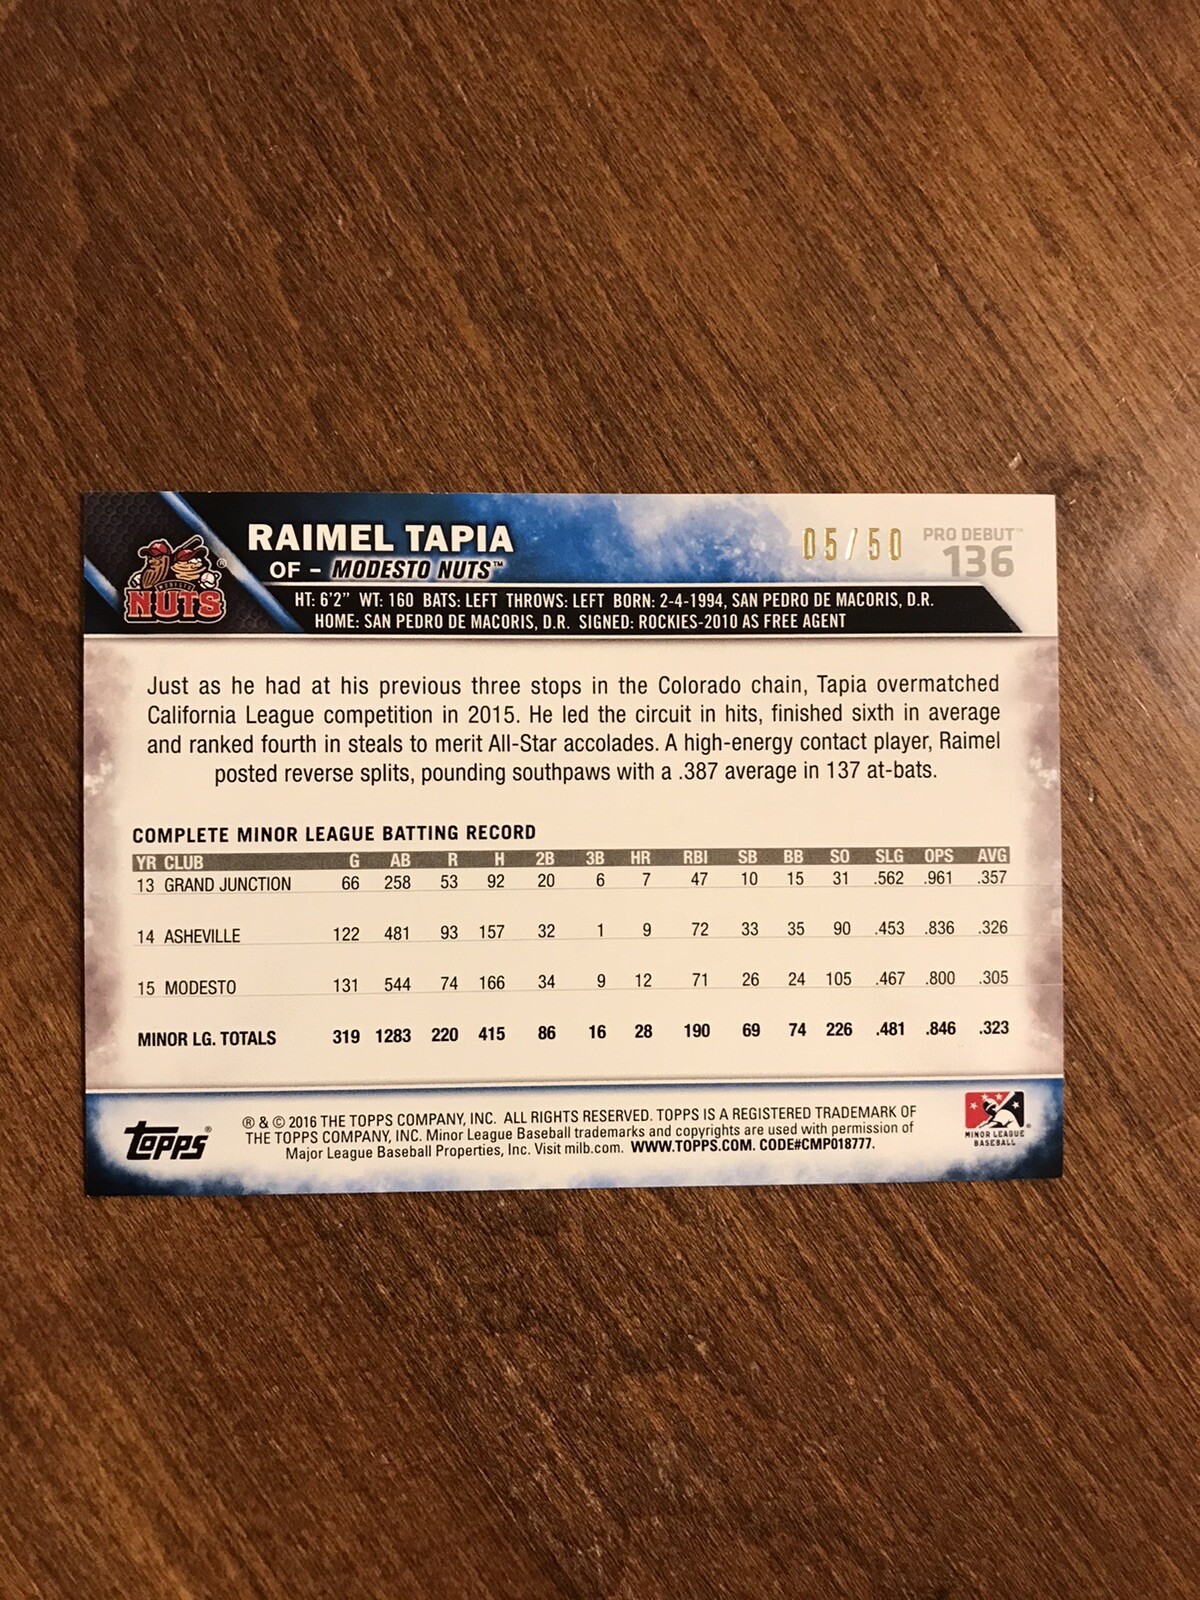 RAIMEL TAPIA
OF – MODESTO NUTS™
05/50
PRO DEBUT™
136
MODESTO
NUTS
®
HT: 6'2" WT: 160 BATS: LEFT THROWS: LEFT BORN: 2-4-1994, SAN PEDRO DE MACORIS, D.R.
HOME: SAN PEDRO DE MACORIS, D.R. SIGNED: ROCKIES-2010 AS FREE AGENT
Just as he had at his previous three stops in the Colorado chain, Tapia overmatched
California League competition in 2015. He led the circuit in hits, finished sixth in average
and ranked fourth in steals to merit All-Star accolades. A high-energy contact player, Raimel
posted reverse splits, pounding southpaws with a .387 average in 137 at-bats.
COMPLETE MINOR LEAGUE BATTING RECORD
YR CLUB G AB R H 2B 3B HR RBI SB BB SO SLG OPS AVG
13 GRAND JUNCTION 66 258 53 92 20 6 7 47 10 15 31 .562 .961 .357
14 ASHEVILLE 122 481 93 157 32 1 9 72 33 35 90 .453 .836 .326
15 MODESTO 131 544 74 166 34 9 12 71 26 24 105 .467 .800 .305
MINOR LG. TOTALS 319 1283 220 415 86 16 28 190 69 74 226 .481 .846 .323
topps®
® & © 2016 THE TOPPS COMPANY, INC. ALL RIGHTS RESERVED. TOPPS IS A REGISTERED TRADEMARK OF
THE TOPPS COMPANY, INC. Minor League Baseball trademarks and copyrights are used with permission of
Major League Baseball Properties, Inc. Visit milb.com. WWW.TOPPS.COM. CODE#CMP018777.
MINOR LEAGUE
BASEBALL
®